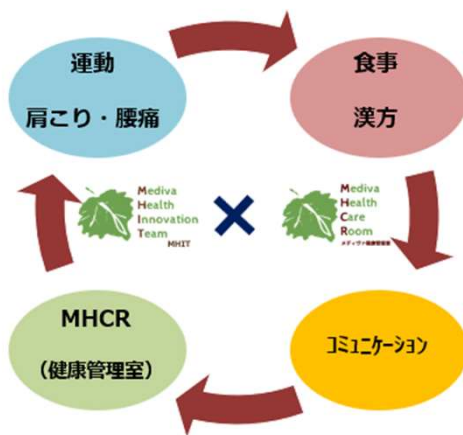 運動
肩こり・腰痛
食事
漢方
Mediva
Health
Innovation
Team
MHIT
×
Mediva
Health
Care
Room
メディヴァ健康管理室
MHCR
（健康管理室）
ｺﾐｭﾆｹｰｼｮﾝ